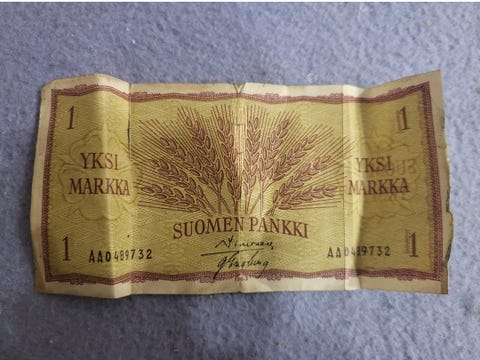 1 1
YKSI MARKKA YKSI MARKKA
SUOMEN PANKKI
1 1
AA0489732 AA0489732